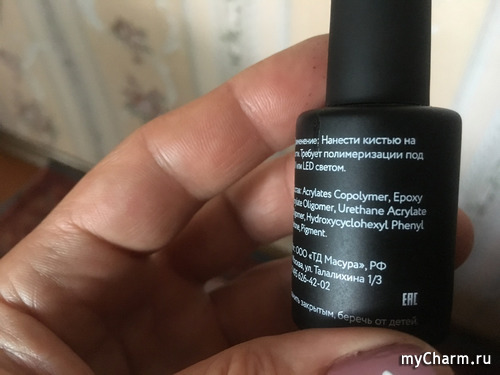 Нанести кистью на
Требует полимеризации под
или LED светом.
Acrylates Copolymer, Epoxy
Oligomer, Urethane Acrylate
Hydroxycyclohexyl Phenyl
Pigment.
ООО «ТД Масура», РФ
ул. Талалихина 1/3
626-42-02
закрытым, беречь от детей.
EAC
myCharm.ru